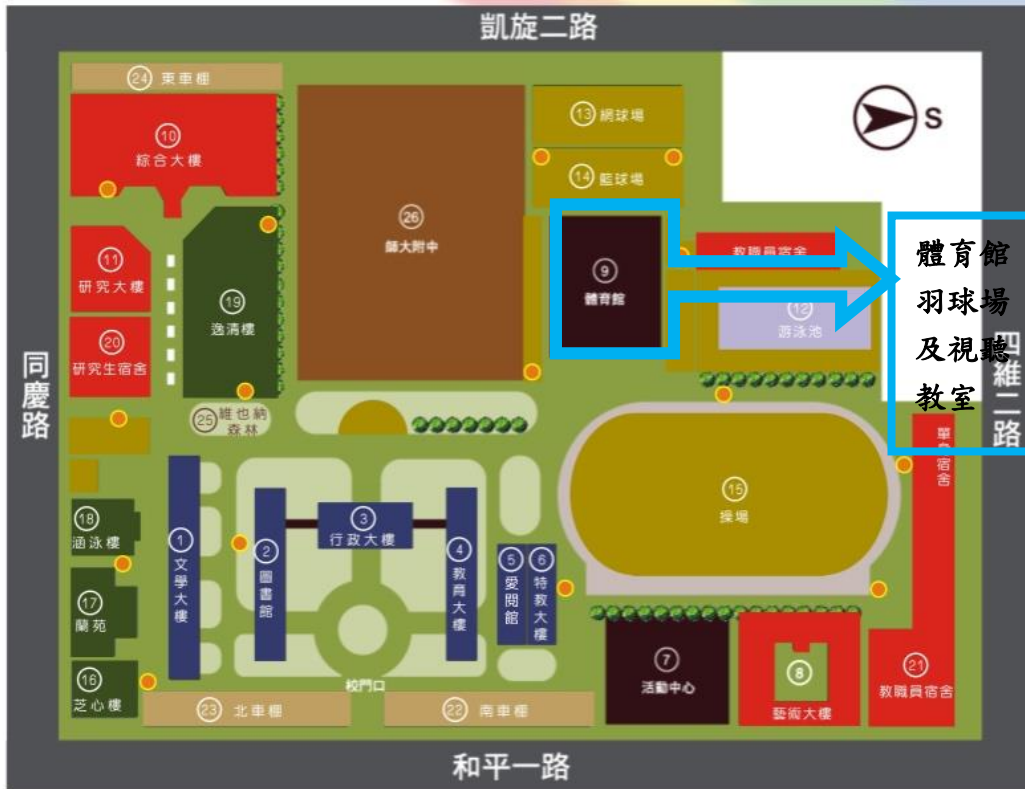 凱旋二路
24 東車棚
10
綜合大樓
13 網球場
14 籃球場
S
26
師大附中
9
體育館
教職員宿舍
12
游泳池
體育館
羽球場
及視聽
教室
11
研究大樓
19
逸清樓
20
研究生宿舍
同慶路
四維二路
25 維也納
森林
單身宿舍
15
操場
18
涵泳樓
1 文學大樓
2 圖書館
3
行政大樓
4 教育大樓
5 愛閱館
6 特教大樓
17
蘭苑
16
芝心樓
7
活動中心
8
藝術大樓
21
教職員宿舍
校門口
23 北車棚
22 南車棚
和平一路